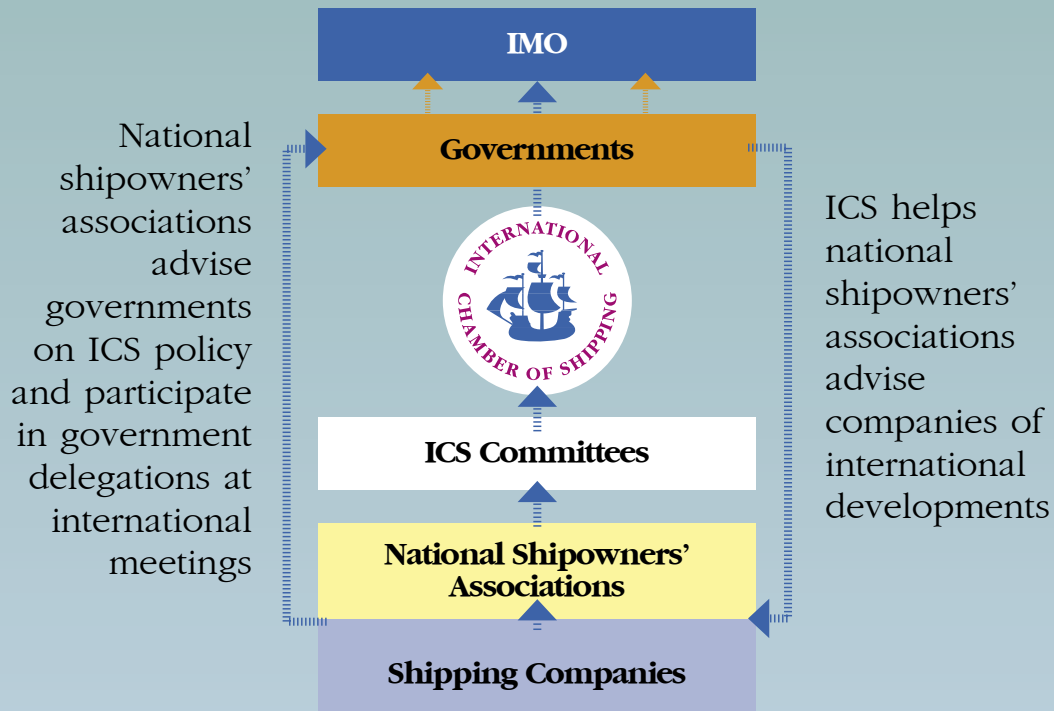 IMO
Governments
National
shipowners’
associations
advise
governments
on ICS policy
and participate
in government
delegations at
international
meetings
INTERNATIONAL
CHAMBER OF SHIPPING
ICS helps
national
shipowners’
associations
advise
companies of
international
developments
ICS Committees
National Shipowners’
Associations
Shipping Companies